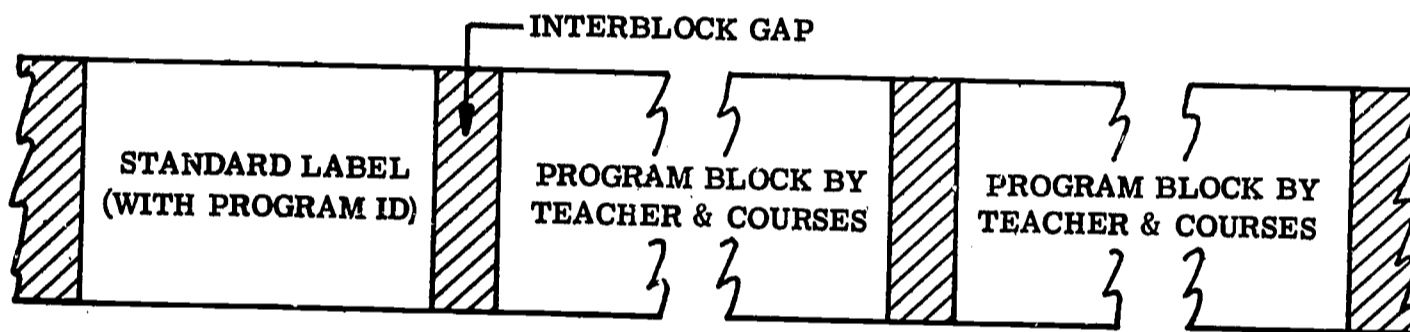 INTERBLOCK GAP
STANDARD LABEL
(WITH PROGRAM ID)
PROGRAM BLOCK BY
TEACHER & COURSES
PROGRAM BLOCK BY
TEACHER & COURSES